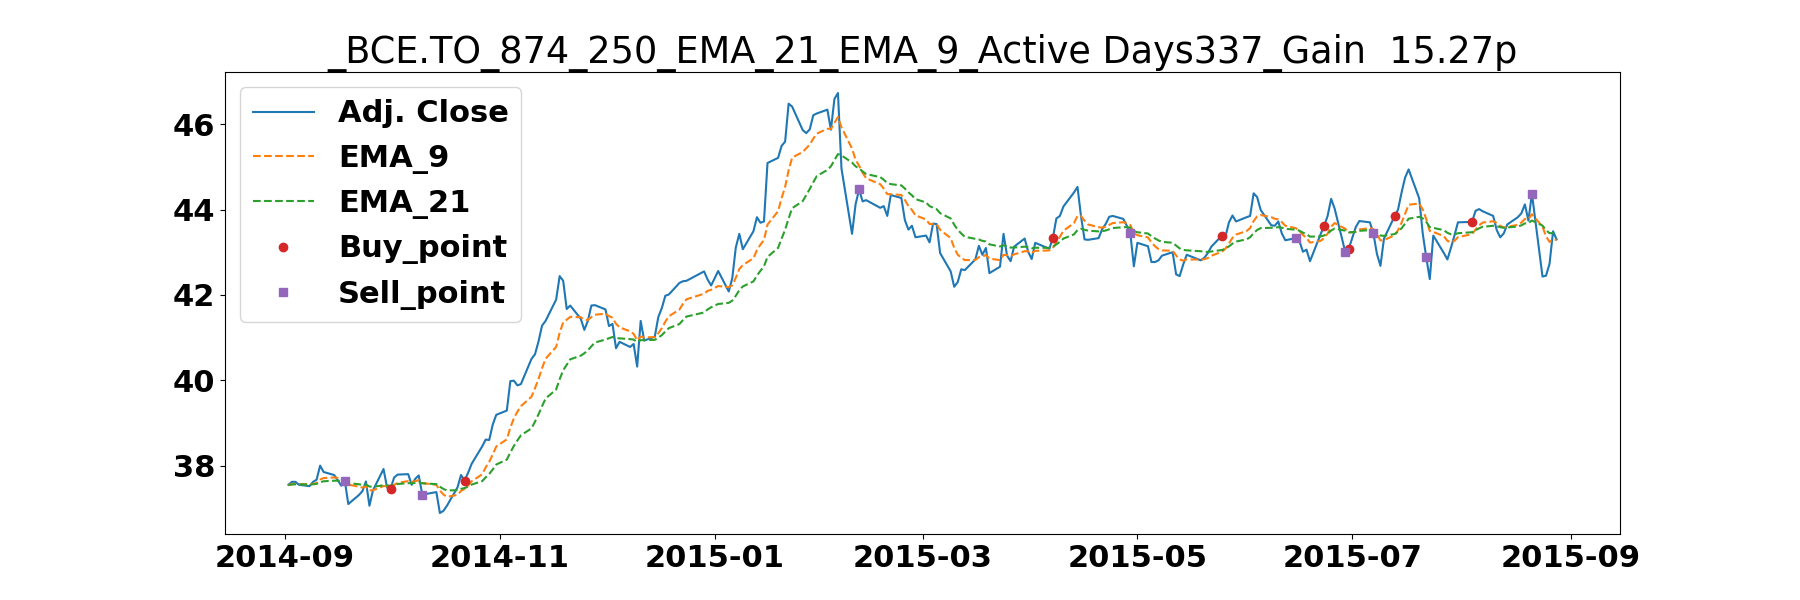 _BCE.TO_874_250_EMA_21_EMA_9_Active Days337_Gain  15.27p
Adj. Close
EMA_9
EMA_21
Buy_point
Sell_point
46
44
42
40
38
2014-09 2014-11 2015-01 2015-03 2015-05 2015-07 2015-09